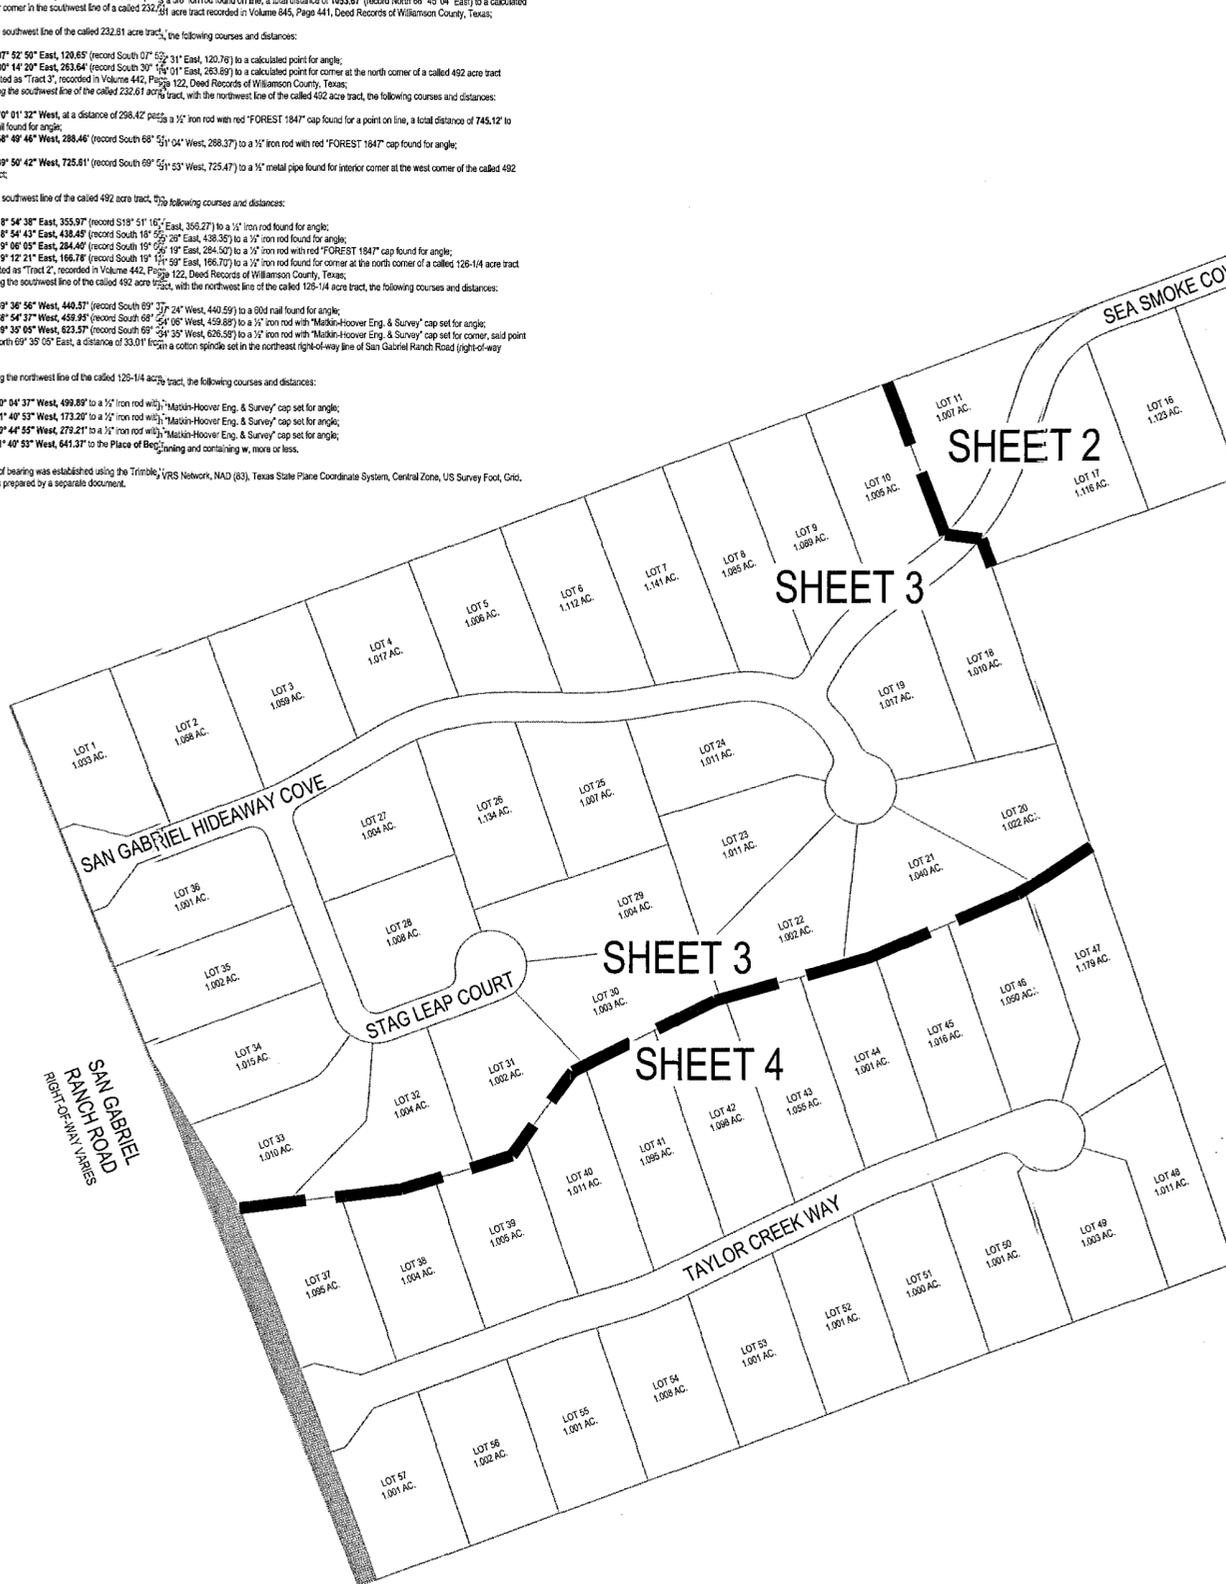 corner in the southwest line of a called 232.61 acre tract recorded in Volume 845, Page 441, Deed Records of Williamson County, Texas;
southwest line of the called 232.61 acre tract, the following courses and distances:
7° 52' 50" East, 120.65' (record South 07° 52' 31" East, 120.76') to a calculated point for angle;
0° 14' 20" East, 263.64' (record South 30° 14' 01" East, 263.89') to a calculated point for corner at the north corner of a called 492 acre tract
ted as "Tract 3", recorded in Volume 442, Page 122, Deed Records of Williamson County, Texas;
g the southwest line of the called 232.61 acre tract, with the northwest line of the called 492 acre tract, the following courses and distances:
0° 01' 32" West, at a distance of 298.42' pass a ½" iron rod with red "FOREST 1847" cap found for a point on line, a total distance of 745.12' to
il found for angle;
8° 49' 46" West, 288.46' (record South 68° 51' 04" West, 288.37') to a ½" iron rod with red "FOREST 1847" cap found for angle;
9° 50' 42" West, 725.61' (record South 69° 51' 53" West, 725.47') to a ½" metal pipe found for interior corner at the west corner of the called 492
ct;
southwest line of the called 492 acre tract, the following courses and distances:
8° 54' 38" East, 355.97' (record S18° 51' 16" East, 356.27') to a ½" iron rod found for angle;
8° 54' 43" East, 438.45' (record South 18° 55' 26" East, 438.35') to a ½" iron rod found for angle;
9° 06' 05" East, 284.40' (record South 19° 06' 19" East, 284.50') to a ½" iron rod with red "FOREST 1847" cap found for angle;
9° 12' 21" East, 166.78' (record South 19° 11' 59" East, 166.70') to a ½" iron rod found for corner at the north corner of a called 126-1/4 acre tract
ted as "Tract 2", recorded in Volume 442, Page 122, Deed Records of Williamson County, Texas;
g the southwest line of the called 492 acre tract, with the northwest line of the called 126-1/4 acre tract, the following courses and distances:
9° 36' 56" West, 440.57' (record South 69° 37' 24" West, 440.59') to a 60d nail found for angle;
8° 54' 37" West, 459.95' (record South 68° 54' 06" West, 459.88') to a ½" iron rod with "Matkin-Hoover Eng. & Survey" cap set for angle;
9° 35' 05" West, 623.57' (record South 69° 34' 35" West, 626.58') to a ½" iron rod with "Matkin-Hoover Eng. & Survey" cap set for corner, said point
orth 69° 35' 05" East, a distance of 33.01' from a cotton spindle set in the northeast right-of-way line of San Gabriel Ranch Road (right-of-way
g the northwest line of the called 126-1/4 acre tract, the following courses and distances:
0° 04' 37" West, 499.89' to a ½" Iron rod with "Matkin-Hoover Eng. & Survey" cap set for angle;
1° 40' 53" West, 173.20' to a ½" iron rod with "Matkin-Hoover Eng. & Survey" cap set for angle;
9° 44' 55" West, 279.21' to a ½" iron rod with "Matkin-Hoover Eng. & Survey" cap set for angle;
1° 40' 53" West, 641.37' to the Place of Beginning and containing w, more or less.
of bearing was established using the Trimble VRS Network, NAD (83), Texas State Plane Coordinate System, Central Zone, US Survey Foot, Grid.
s prepared by a separate document.
SEA SMOKE CO
LOT 11
1.007 AC.
LOT 16
1.123 AC.
SHEET 2
LOT 17
1.116 AC.
LOT 10
1.005 AC.
LOT 9
1.089 AC.
LOT 8
1.085 AC.
LOT 7
1.141 AC.
LOT 6
1.112 AC.
LOT 5
1.006 AC.
LOT 4
1.017 AC.
LOT 3
1.059 AC.
LOT 2
1.068 AC.
LOT 1
1.033 AC.
SHEET 3
LOT 18
1.010 AC.
LOT 19
1.017 AC.
LOT 24
1.011 AC.
LOT 25
1.007 AC.
LOT 26
1.134 AC.
LOT 27
1.004 AC.
SAN GABRIEL HIDEAWAY COVE
LOT 20
1.022 AC.
LOT 21
1.040 AC.
LOT 23
1.011 AC.
LOT 22
1.002 AC.
LOT 29
1.004 AC.
LOT 28
1.008 AC.
LOT 36
1.001 AC.
LOT 35
1.002 AC.
LOT 34
1.015 AC.
STAG LEAP COURT
SHEET 3
LOT 30
1.003 AC.
LOT 31
1.002 AC.
LOT 32
1.004 AC.
LOT 33
1.010 AC.
SAN GABRIEL
RANCH ROAD
RIGHT-OF-WAY VARIES
SHEET 4
LOT 47
1.179 AC.
LOT 46
1.050 AC.
LOT 45
1.016 AC.
LOT 44
1.001 AC.
LOT 43
1.055 AC.
LOT 42
1.098 AC.
LOT 41
1.095 AC.
LOT 40
1.011 AC.
LOT 39
1.005 AC.
LOT 38
1.004 AC.
LOT 37
1.095 AC.
TAYLOR CREEK WAY
LOT 48
1.011 AC.
LOT 49
1.003 AC.
LOT 50
1.001 AC.
LOT 51
1.000 AC.
LOT 52
1.001 AC.
LOT 53
1.001 AC.
LOT 54
1.008 AC.
LOT 55
1.001 AC.
LOT 56
1.002 AC.
LOT 57
1.001 AC.